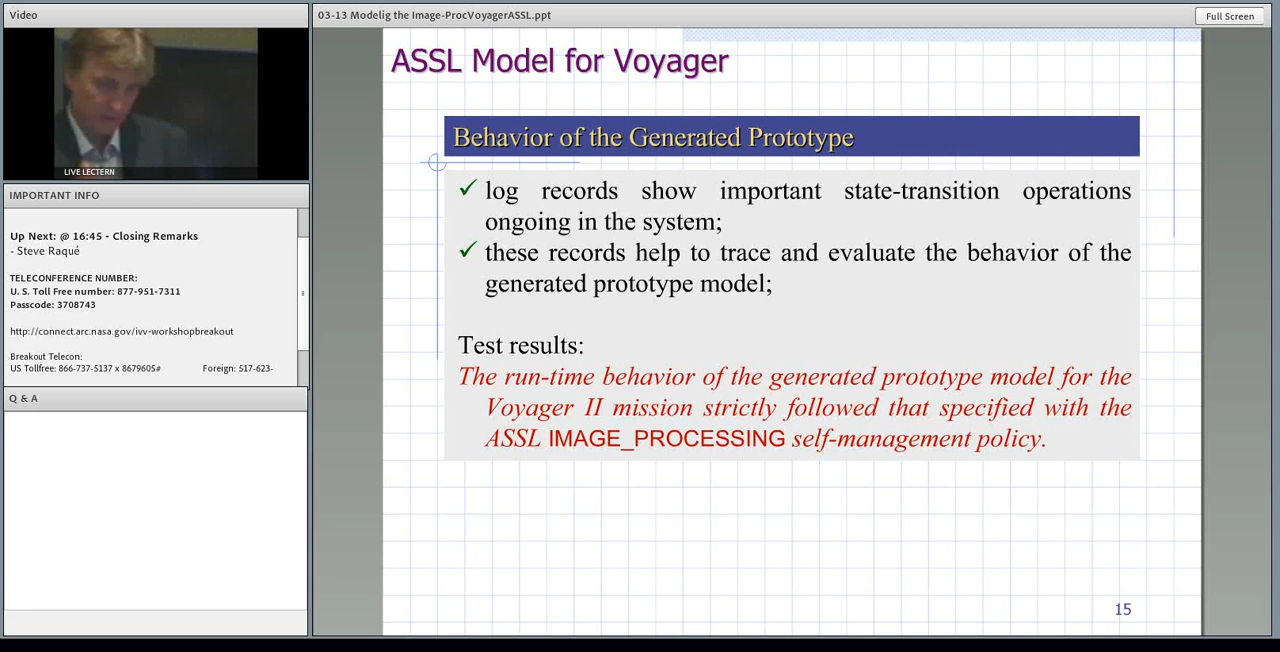 Video
LIVE LECTERN
IMPORTANT INFO
Up Next: @ 16:45 - Closing Remarks
- Steve Raqué
TELECONFERENCE NUMBER:
U. S. Toll Free number: 877-951-7311
Passcode: 3708743
http://connect.arc.nasa.gov/ivv-workshopbreakout
Breakout Telecon:
US Tollfree: 866-737-5137 x 8679605# Foreign: 517-623-
Q & A
03-13 Modelig the Image-ProcVoyagerASSL.ppt
Full Screen
ASSL Model for Voyager
Behavior of the Generated Prototype
✓ log records show important state-transition operations
ongoing in the system;
✓ these records help to trace and evaluate the behavior of the
generated prototype model;
Test results:
The run-time behavior of the generated prototype model for the
Voyager II mission strictly followed that specified with the
ASSL IMAGE_PROCESSING self-management policy.
15